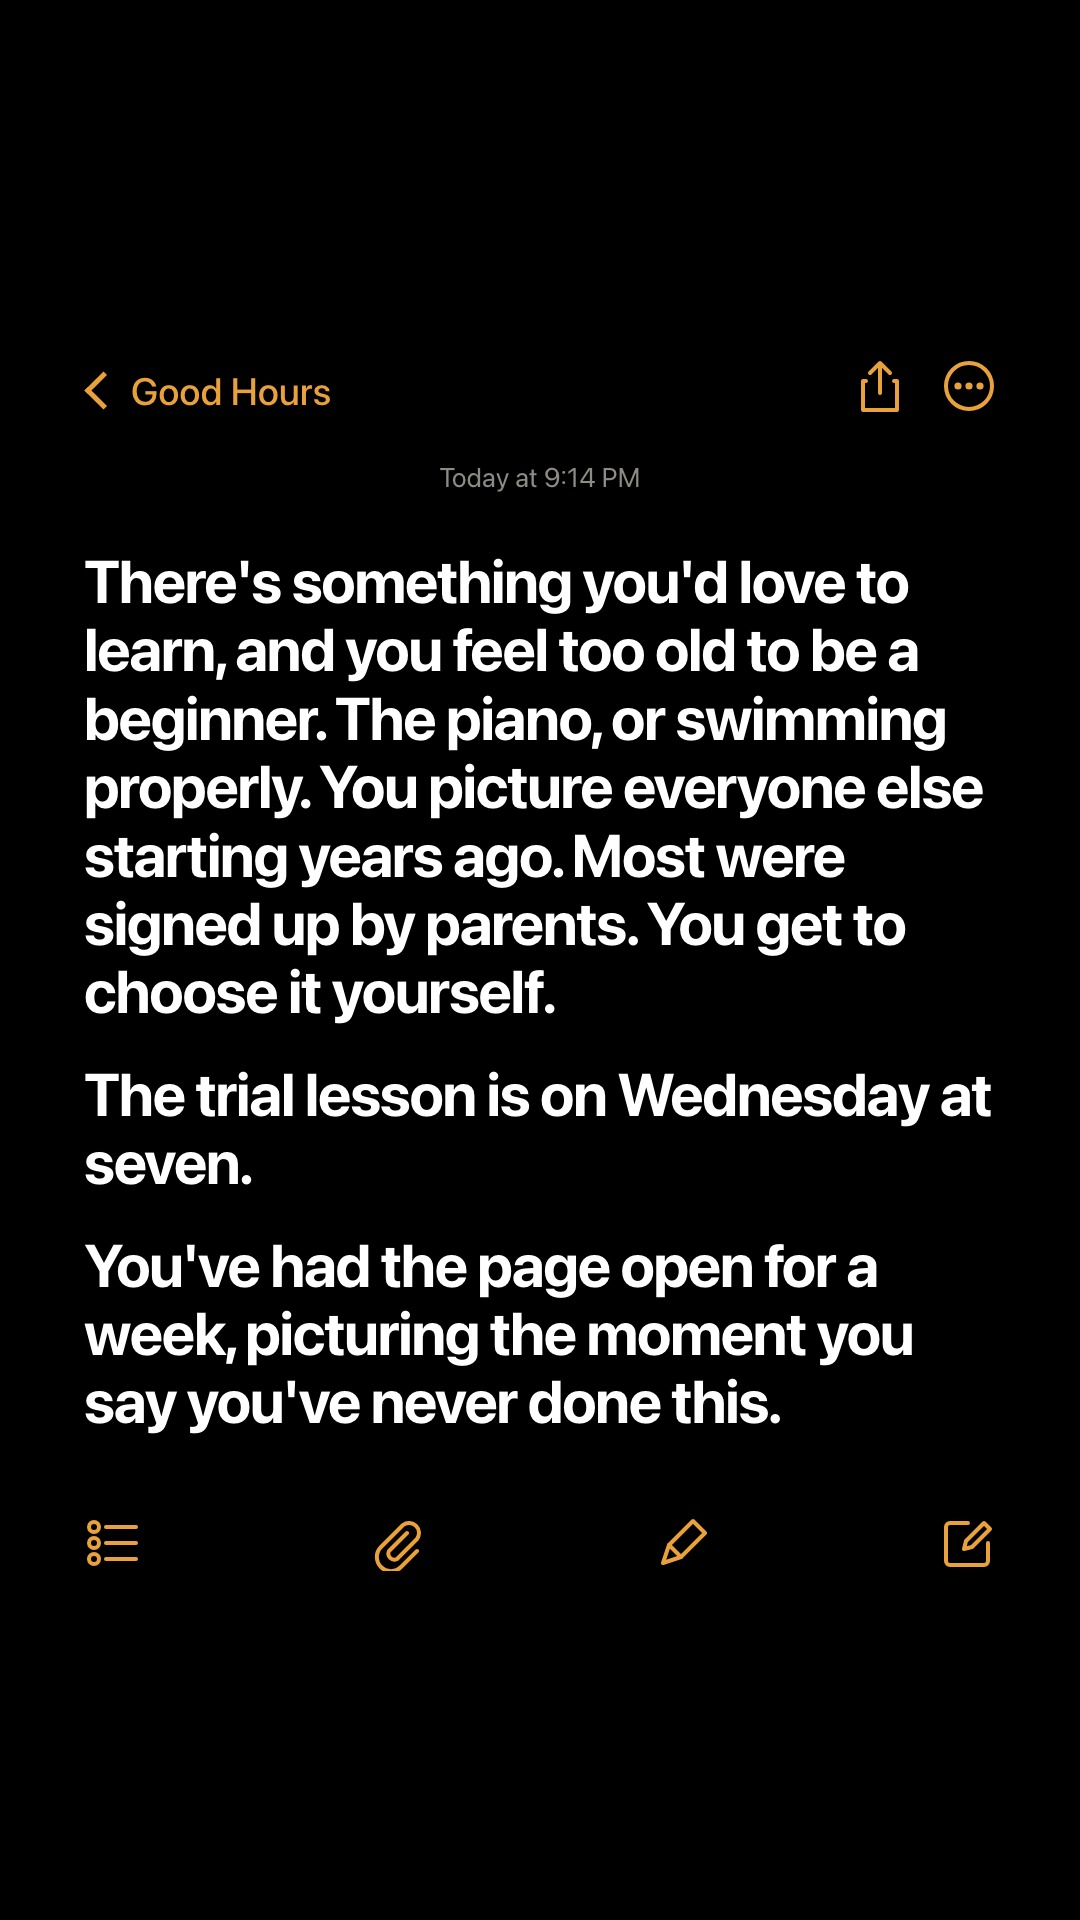 Good Hours
Today at 9:14 PM
There's something you'd love to
learn, and you feel too old to be a
beginner. The piano, or swimming
properly. You picture everyone else
starting years ago. Most were
signed up by parents. You get to
choose it yourself.
The trial lesson is on Wednesday at
seven.
You've had the page open for a
week, picturing the moment you
say you've never done this.